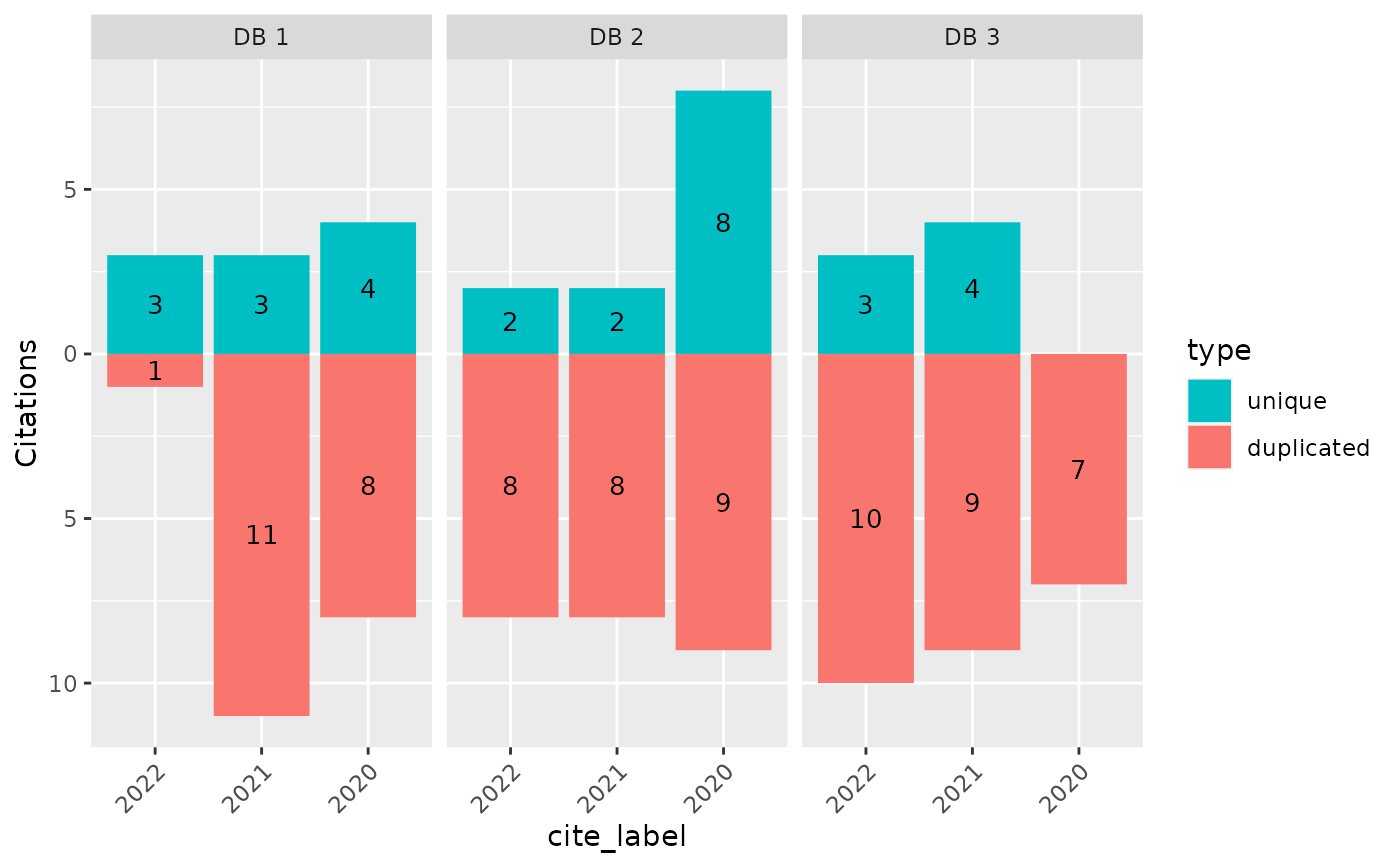 DB 1 DB 2 DB 3
Citations
5
0
5
10
3 3 4 2 2 8 3 4
1 11 8 8 8 9 10 9 7
2022 2021 2020 2022 2021 2020 2022 2021 2020
cite_label
type
unique
duplicated